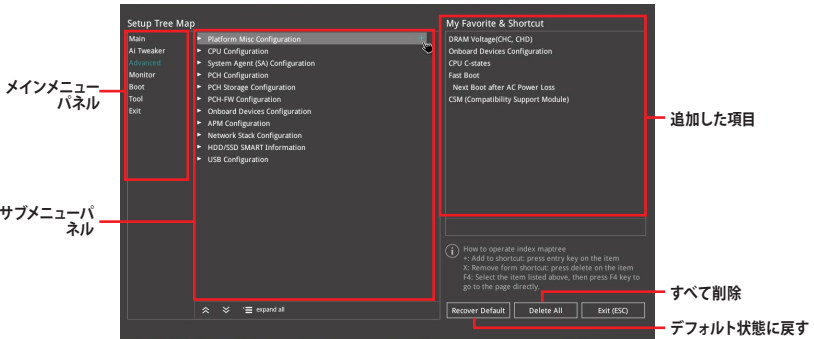 Setup Tree Map
Main
AI Tweaker
Advanced
Monitor
Boot
Tool
Exit
Platform Misc Configuration
CPU Configuration
System Agent (SA) Configuration
PCH Configuration
PCH Storage Configuration
PCH-FW Configuration
Onboard Devices Configuration
APM Configuration
Network Stack Configuration
HDD/SSD SMART Information
USB Configuration
expand all
My Favorite & Shortcut
DRAM Voltage(CHC, CHD)
Onboard Devices Configuration
CPU C-states
Fast Boot
Next Boot after AC Power Loss
CSM (Compatibility Support Module)
How to operate index maptree
+: Add to shortcut: press entry key on the item
X: Remove form shortcut: press delete on the item
F4: Select the item listed above, then press F4 key to
go to the page directly.
Recover Default
Delete All
Exit (ESC)
メインメニュー
パネル
サブメニューパ
ネル
追加した項目
すべて削除
デフォルト状態に戻す